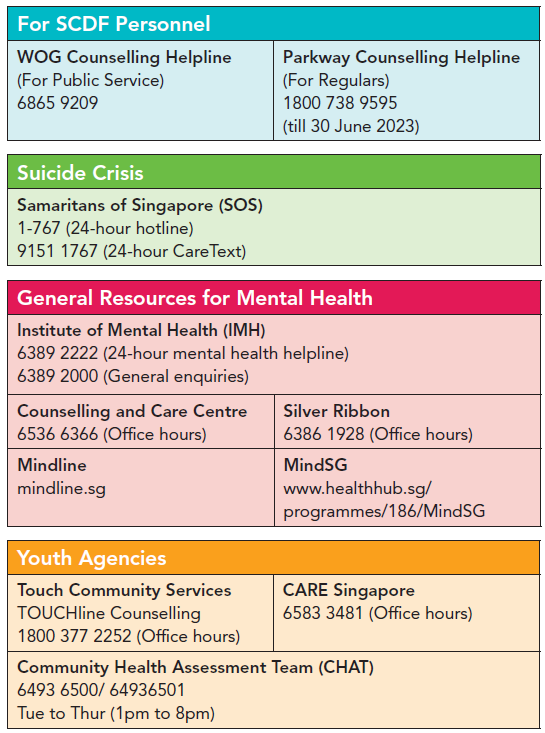 For SCDF Personnel
WOG Counselling Helpline
(For Public Service)
6865 9209
Parkway Counselling Helpline
(For Regulars)
1800 738 9595
(till 30 June 2023)
Suicide Crisis
Samaritans of Singapore (SOS)
1-767 (24-hour hotline)
9151 1767 (24-hour CareText)
General Resources for Mental Health
Institute of Mental Health (IMH)
6389 2222 (24-hour mental health helpline)
6389 2000 (General enquiries)
Counselling and Care Centre
6536 6366 (Office hours)
Silver Ribbon
6386 1928 (Office hours)
Mindline
mindline.sg
MindSG
www.healthhub.sg/
programmes/186/MindSG
Youth Agencies
Touch Community Services
TOUCHline Counselling
1800 377 2252 (Office hours)
CARE Singapore
6583 3481 (Office hours)
Community Health Assessment Team (CHAT)
6493 6500/ 64936501
Tue to Thur (1pm to 8pm)